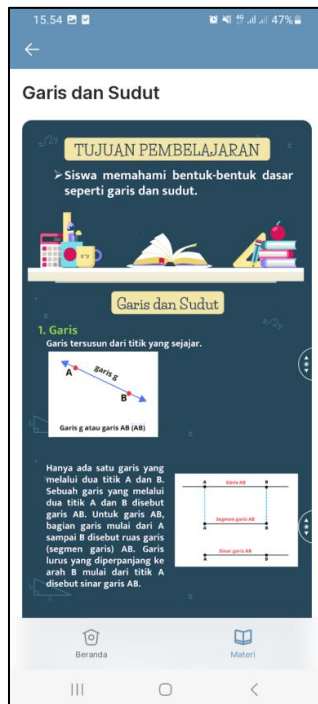 15.54
47%
Garis dan Sudut
TUJUAN PEMBELAJARAN
➢Siswa memahami bentuk-bentuk dasar
seperti garis dan sudut.
Garis dan Sudut
1. Garis
Garis tersusun dari titik yang sejajar.
garis g
A
B
Garis g atau garis AB (AB)
Hanya ada satu garis yang
melalui dua titik A dan B.
Sebuah garis yang melalui
dua titik A dan B disebut
garis AB. Untuk garis AB,
bagian garis mulai dari A
sampai B disebut ruas garis
(segmen garis) AB. Garis
lurus yang diperpanjang ke
arah B mulai dari titik A
disebut sinar garis AB.
A Garis AB B
Segmen garis AB
A B
Sinar garis AB
A B
Beranda
Materi